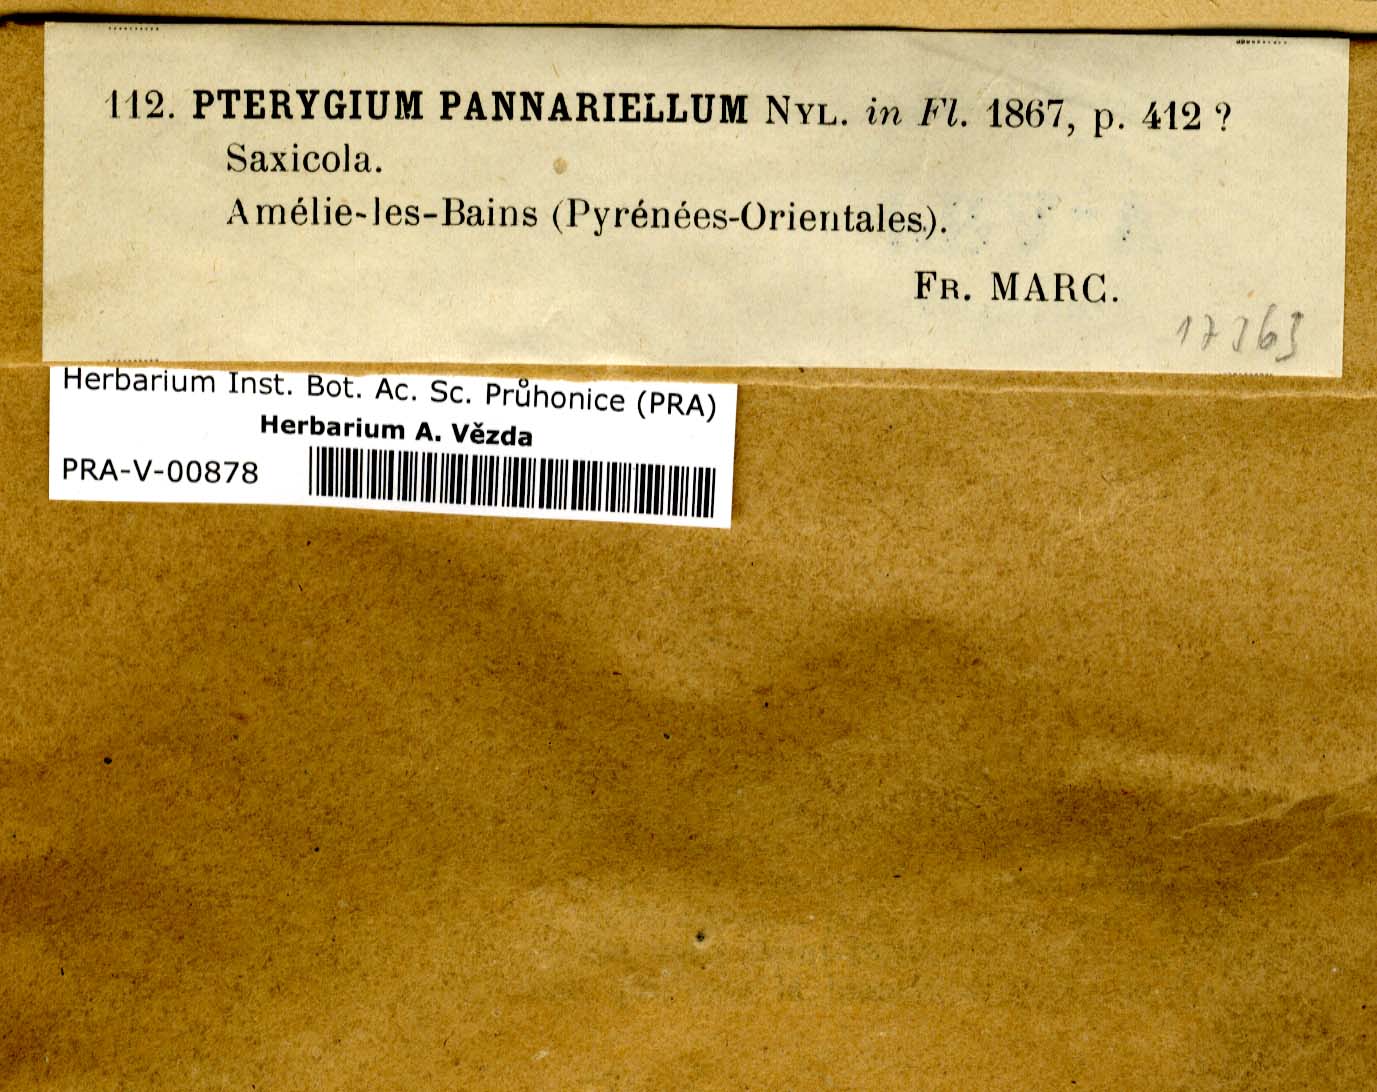 112. PTERYGIUM PANNARIELLUM NYL. in Fl. 1867, p. 412 ?
Saxicola.
Amélie-les-Bains (Pyrénées-Orientales).
FR. MARC.
Herbarium Inst. Bot. Ac. Sc. Průhonice (PRA)
Herbarium A. Vězda
PRA-V-00878